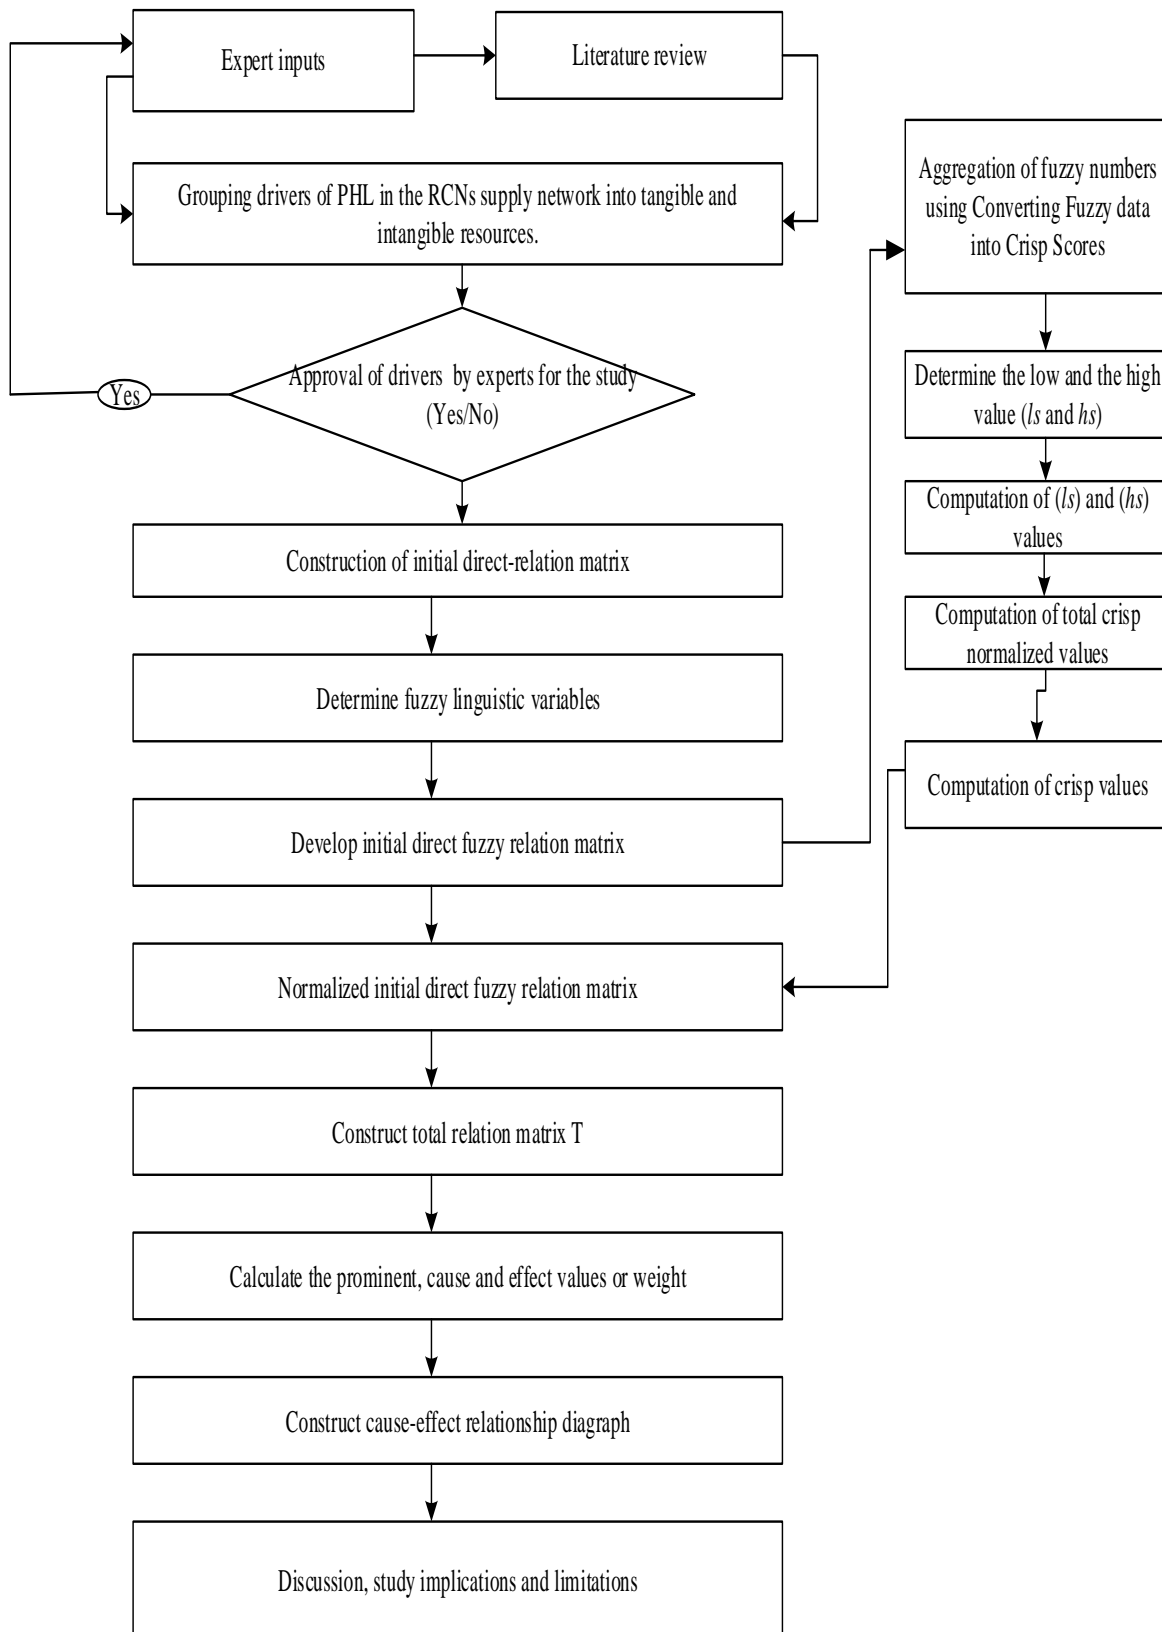 Expert inputs
Literature review
Grouping drivers of PHL in the RCNs supply network into tangible and
intangible resources.
Approval of drivers by experts for the study
(Yes/No)
Yes
Construction of initial direct-relation matrix
Determine fuzzy linguistic variables
Develop initial direct fuzzy relation matrix
Aggregation of fuzzy numbers
using Converting Fuzzy data
into Crisp Scores
Determine the low and the high
value (ls and hs)
Computation of (ls) and (hs)
values
Computation of total crisp
normalized values
Computation of crisp values
Normalized initial direct fuzzy relation matrix
Construct total relation matrix T
Calculate the prominent, cause and effect values or weight
Construct cause-effect relationship diagraph
Discussion, study implications and limitations